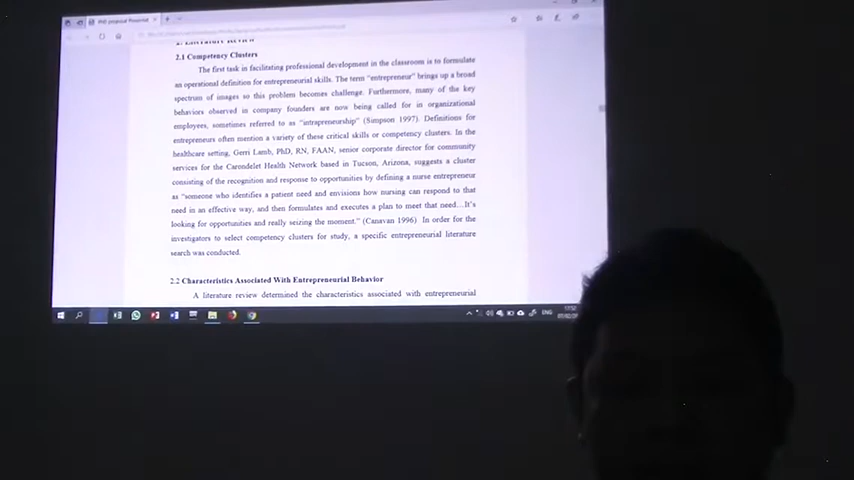 PhD proposal
2. Literature Review
2.1 Competency Clusters
The first task in facilitating professional development in the classroom is to formulate
an operational definition for entrepreneurial skills. The term “entrepreneur” brings up a broad
spectrum of images so this problem becomes challenge. Furthermore, many of the key
behaviors observed in company founders are now being called for in organizational
employees, sometimes referred to as “intrapreneurship” (Simpson 1997). Definitions for
entrepreneurs often mention a variety of these critical skills or competency clusters. In the
healthcare setting, Gerri Lamb, PhD, RN, FAAN, senior corporate director for community
services for the Carondelet Health Network based in Tucson, Arizona, suggests a cluster
consisting of the recognition and response to opportunities by defining a nurse entrepreneur
as “someone who identifies a patient need and envisions how nursing can respond to that
need in an effective way, and then formulates and executes a plan to meet that need…It’s
looking for opportunities and really seizing the moment.” (Canavan 1996) In order for the
investigators to select competency clusters for study, a specific entrepreneurial literature
search was conducted.
2.2 Characteristics Associated With Entrepreneurial Behavior
A literature review determined the characteristics associated with entrepreneurial
ENG